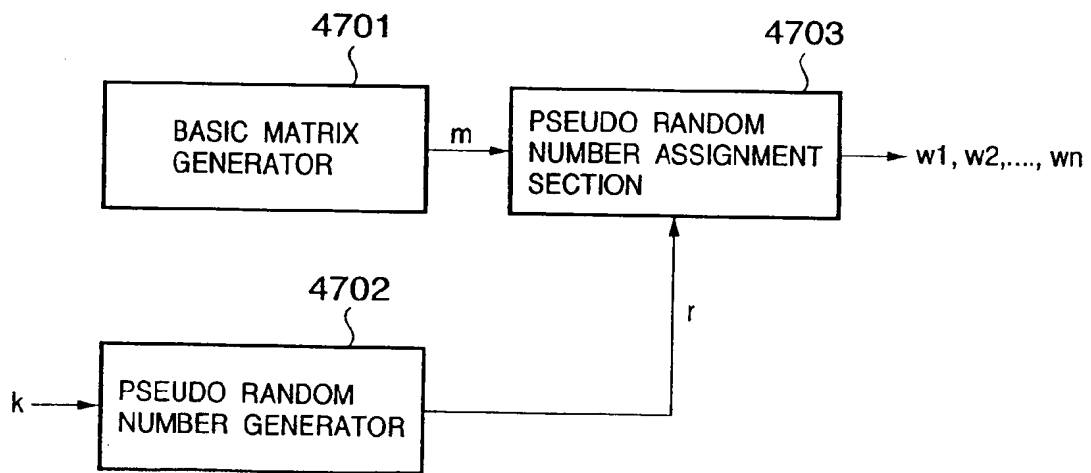 4701
4703
BASIC MATRIX
GENERATOR
m
PSEUDO RANDOM
NUMBER ASSIGNMENT
SECTION
w1, w2,...., wn
4702
r
k
PSEUDO RANDOM
NUMBER GENERATOR